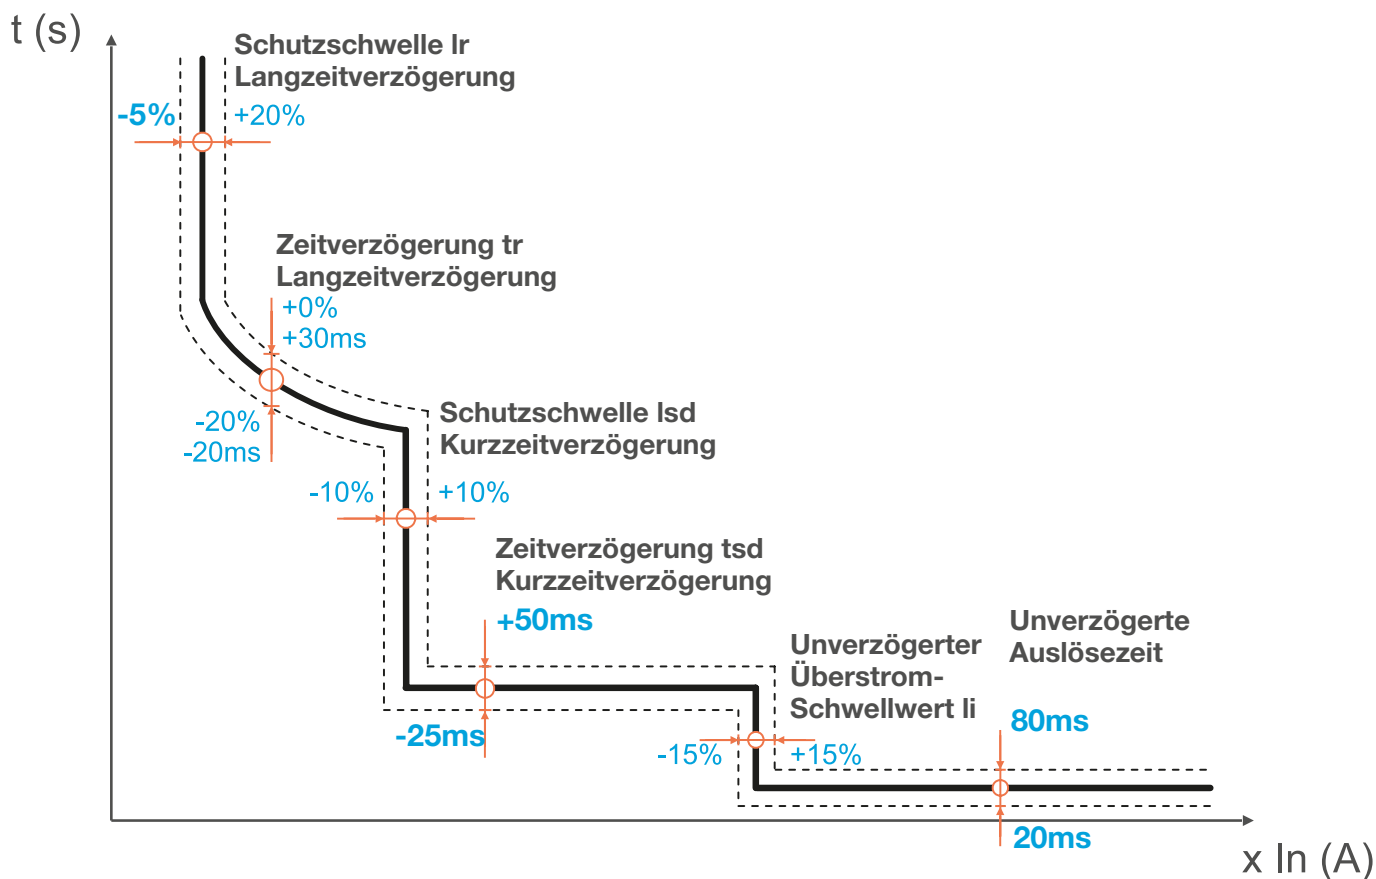 t (s)
Schutzschwelle Ir
Langzeitverzögerung
-5%
+20%
Zeitverzögerung tr
Langzeitverzögerung
+0%
+30ms
-20%
-20ms
Schutzschwelle Isd
Kurzzeitverzögerung
-10%
+10%
Zeitverzögerung tsd
Kurzzeitverzögerung
+50ms
-25ms
Unverzögerter
Überstrom-
Schwellwert Ii
-15%
+15%
Unverzögerte
Auslösezeit
80ms
20ms
x In (A)